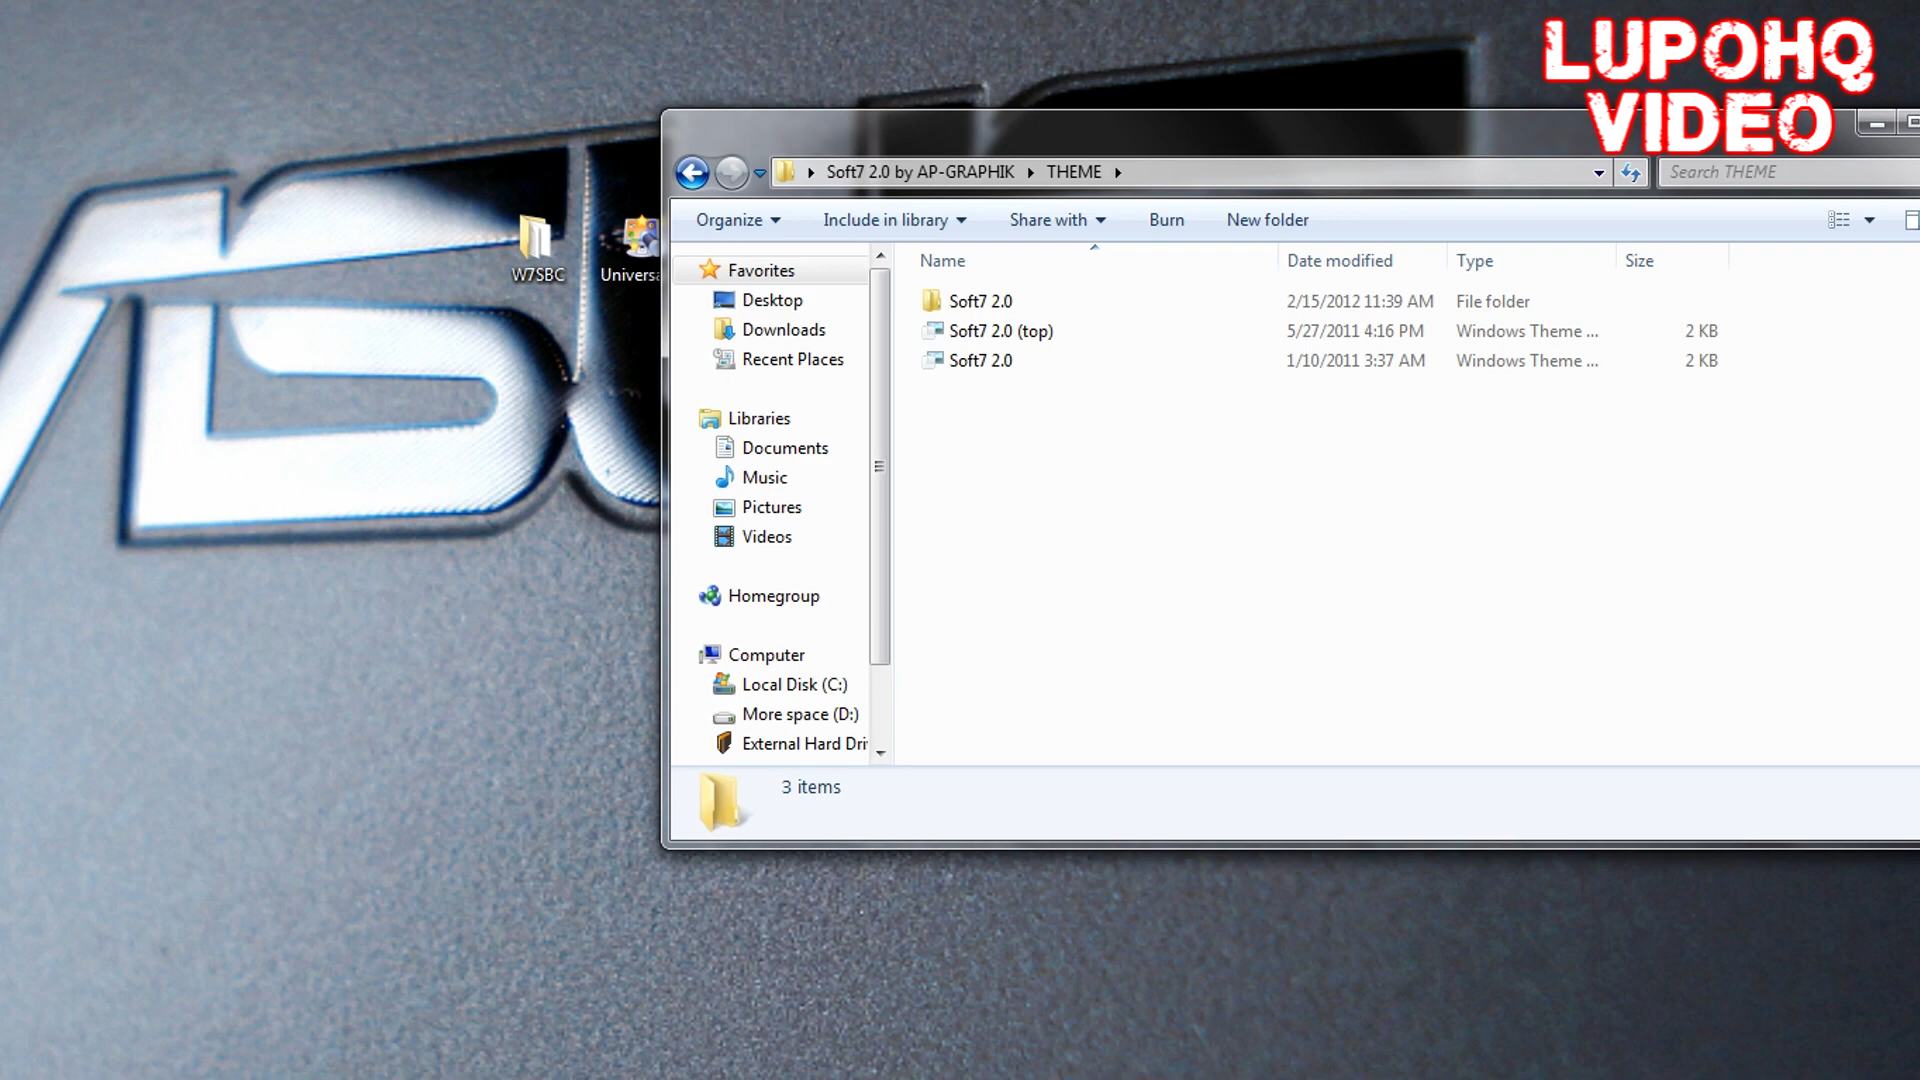 LUPOHQ
VIDEO
Soft7 2.0 by AP-GRAPHIK THEME
Search THEME
Organize Include in library Share with Burn New folder
W7SBC
Universa
Name Date modified Type Size
Soft7 2.0 2/15/2012 11:39 AM File folder
Soft7 2.0 (top) 5/27/2011 4:16 PM Windows Theme ... 2 KB
Soft7 2.0 1/10/2011 3:37 AM Windows Theme ... 2 KB
Favorites
Desktop
Downloads
Recent Places
Libraries
Documents
Music
Pictures
Videos
Homegroup
Computer
Local Disk (C:)
More space (D:)
External Hard Dri
3 items